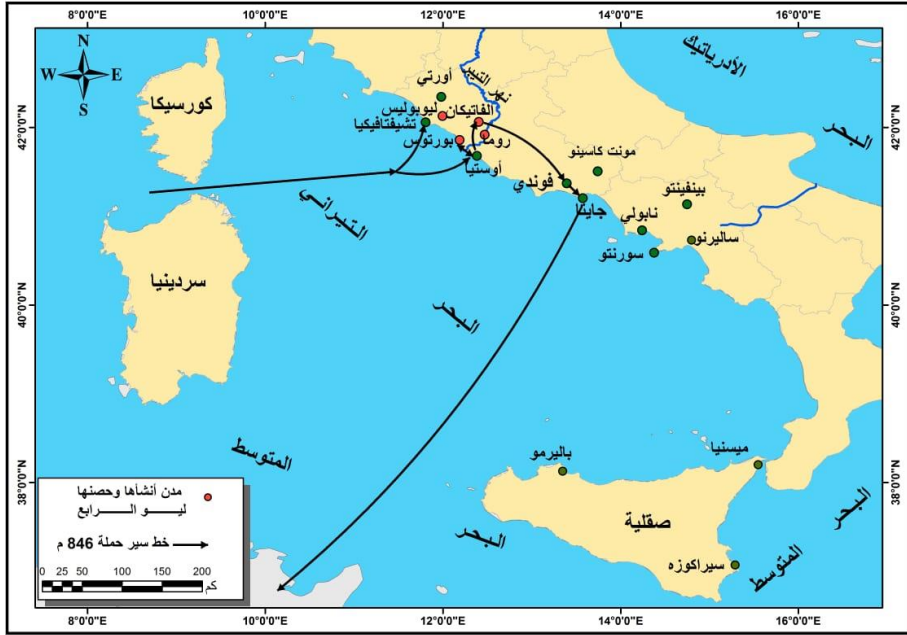 8°0'0"E 10°0'0"E 12°0'0"E 14°0'0"E 16°0'0"E
N
W E
S
كورسيكا
أورتي
نهر التيبر
الأدرياتيك
البحر
ليوبوليس
الفاتيكان
تشيفتافيكيا
بورتوس
روما
أوستيا
مونت كاسينو
فوندي
جايتا
بينفينتو
نابولي
ساليرنو
سورنتو
التيراني
البحر
سردينيا
المتوسط
باليرمو
ميسنيا
صقلية
سيراكوزه
البحر
البحر
المتوسط
42°0'0"N
40°0'0"N
38°0'0"N
42°0'0"N
40°0'0"N
38°0'0"N
مدن أنشأها وحصنها
ليو الرابع
خط سير حملة 846 م
0 25 50 100 150 200
كم
8°0'0"E 10°0'0"E 12°0'0"E 14°0'0"E 16°0'0"E